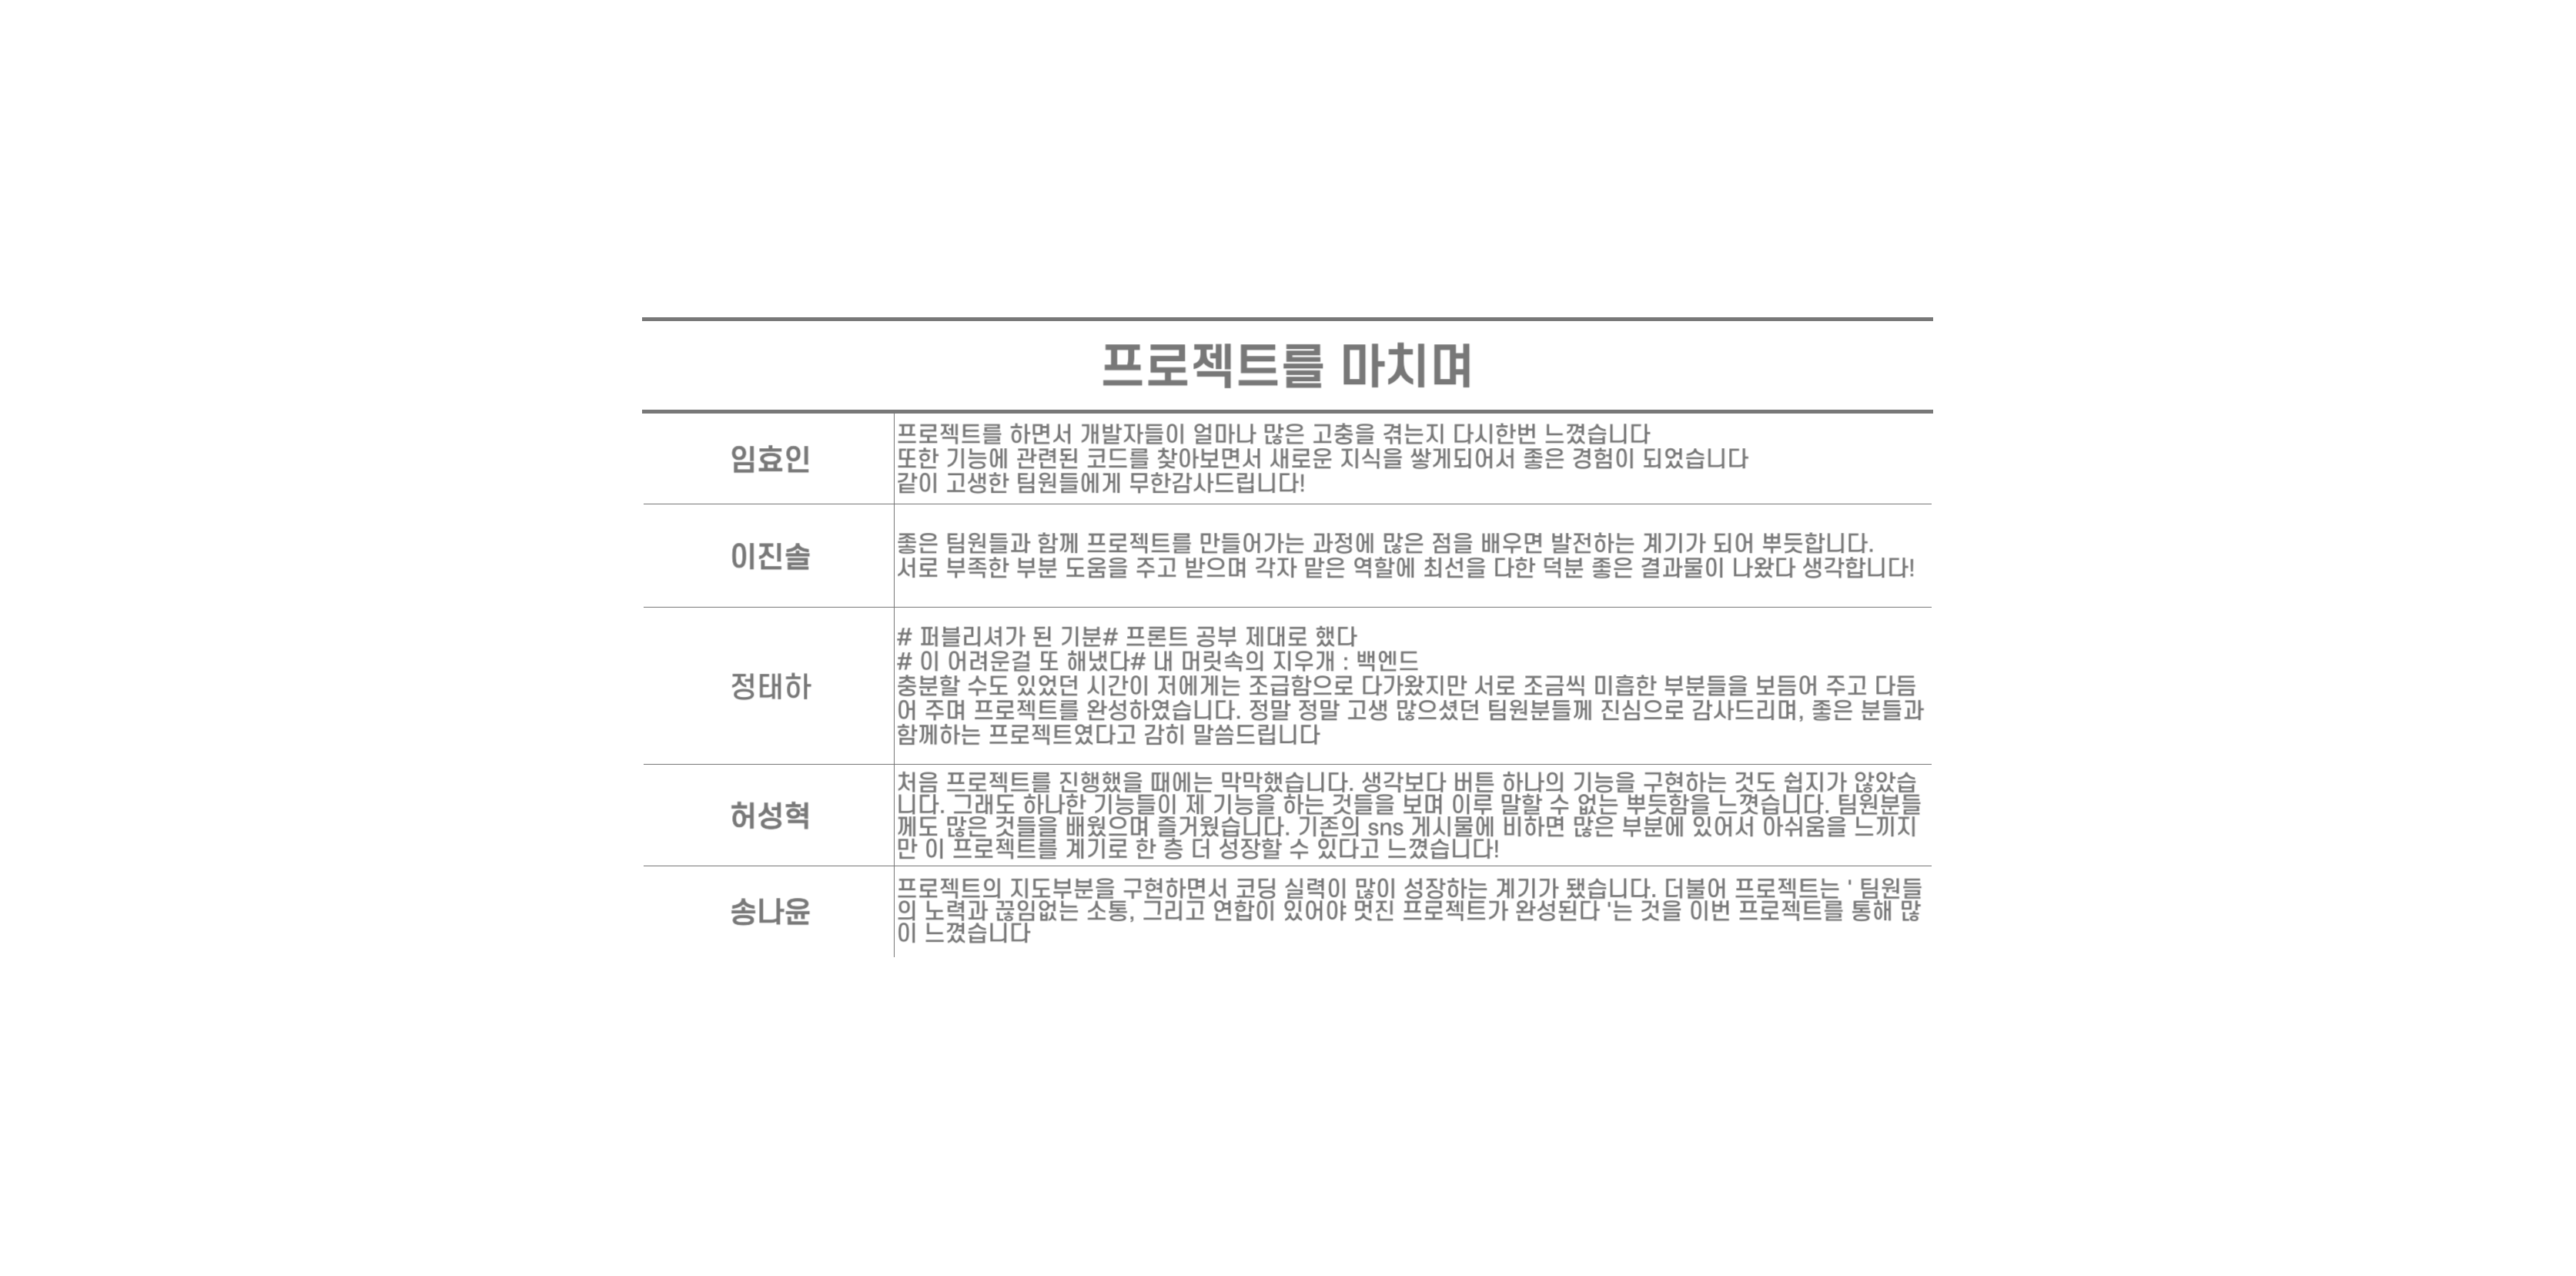 프로젝트를 마치며
임효인
프로젝트를 하면서 개발자들이 얼마나 많은 고충을 겪는지 다시한번 느꼈습니다
또한 기능에 관련된 코드를 찾아보면서 새로운 지식을 쌓게되어서 좋은 경험이 되었습니다
같이 고생한 팀원들에게 무한감사드립니다!
이진솔
좋은 팀원들과 함께 프로젝트를 만들어가는 과정에 많은 점을 배우면 발전하는 계기가 되어 뿌듯합니다.
서로 부족한 부분 도움을 주고 받으며 각자 맡은 역할에 최선을 다한 덕분 좋은 결과물이 나왔다 생각합니다!
정태하
# 퍼블리셔가 된 기분# 프론트 공부 제대로 했다
# 이 어려운걸 또 해냈다# 내 머릿속의 지우개 : 백엔드
충분할 수도 있었던 시간이 저에게는 조급함으로 다가왔지만 서로 조금씩 미흡한 부분들을 보듬어 주고 다듬
어 주며 프로젝트를 완성하였습니다. 정말 정말 고생 많으셨던 팀원분들께 진심으로 감사드리며, 좋은 분들과
함께하는 프로젝트였다고 감히 말씀드립니다
허성혁
처음 프로젝트를 진행했을 때에는 막막했습니다. 생각보다 버튼 하나의 기능을 구현하는 것도 쉽지가 않았습
니다. 그래도 하나한 기능들이 제 기능을 하는 것들을 보며 이루 말할 수 없는 뿌듯함을 느꼇습니다. 팀원분들
께도 많은 것들을 배웠으며 즐거웠습니다. 기존의 sns 게시물에 비하면 많은 부분에 있어서 아쉬움을 느끼지
만 이 프로젝트를 계기로 한 층 더 성장할 수 있다고 느꼈습니다!
송나윤
프로젝트의 지도부분을 구현하면서 코딩 실력이 많이 성장하는 계기가 됐습니다. 더불어 프로젝트는 ' 팀원들
의 노력과 끊임없는 소통, 그리고 연합이 있어야 멋진 프로젝트가 완성된다 '는 것을 이번 프로젝트를 통해 많
이 느꼈습니다